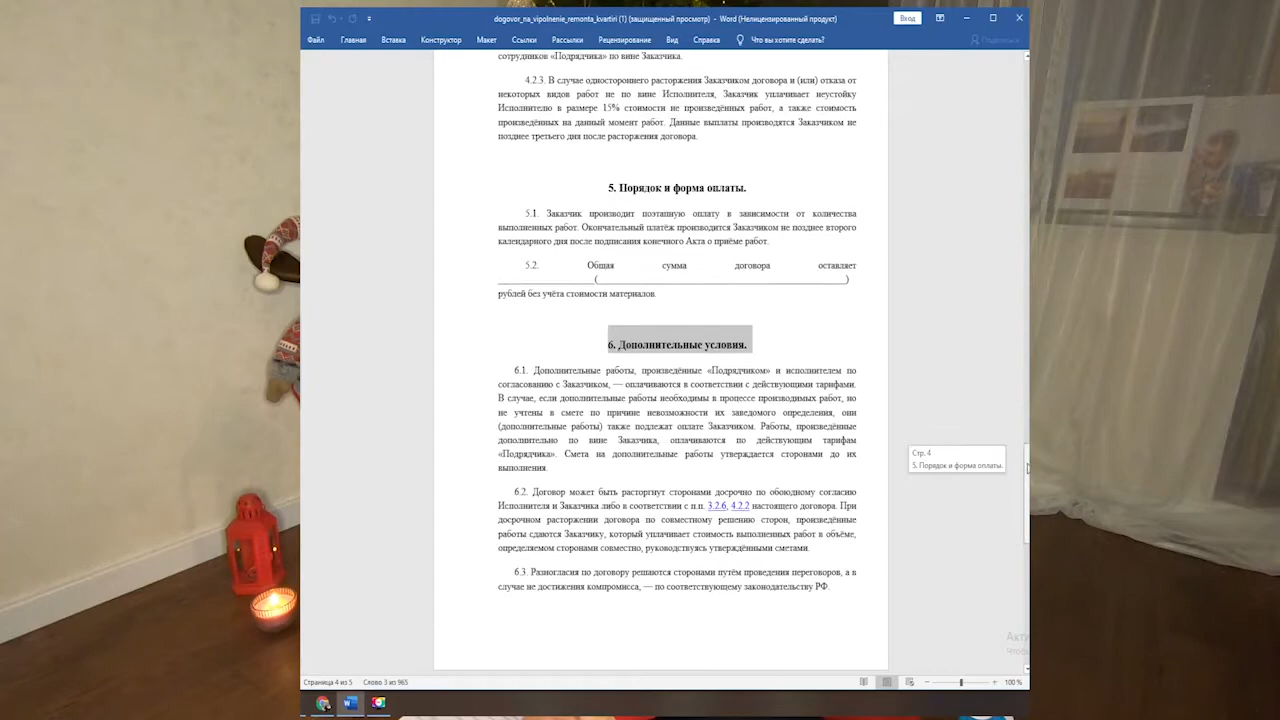 dogovor_na_vipolnenie_remonta_kvartiri (1) (защищенный просмотр) - Word (Нелицензированный продукт)
Вход
Файл Главная Вставка Конструктор Макет Ссылки Рассылки Рецензирование Вид Справка Что вы хотите сделать? Поделиться
сотрудников «Подрядчика» по вине Заказчика.
4.2.3. В случае одностороннего расторжения Заказчиком договора и (или) отказа от
некоторых видов работ не по вине Исполнителя, Заказчик уплачивает неустойку
Исполнителю в размере 15% стоимости не произведённых работ, а также стоимость
произведённых на данный момент работ. Данные выплаты производятся Заказчиком не
позднее третьего дня после расторжения договора.
5. Порядок и форма оплаты.
5.1. Заказчик производит поэтапную оплату в зависимости от количества
выполненных работ. Окончательный платёж производится Заказчиком не позднее второго
календарного дня после подписания конечного Акта о приёме работ.
5.2. Общая сумма договора оставляет
____________________(____________________________________________________)
рублей без учёта стоимости материалов.
6. Дополнительные условия.
6.1. Дополнительные работы, произведённые «Подрядчиком» и исполнителем по
согласованию с Заказчиком, — оплачиваются в соответствии с действующими тарифами.
В случае, если дополнительные работы необходимы в процессе производимых работ, но
не учтены в смете по причине невозможности их заведомого определения, они
(дополнительные работы) также подлежат оплате Заказчиком. Работы, произведённые
дополнительно по вине Заказчика, оплачиваются по действующим тарифам
«Подрядчика». Смета на дополнительные работы утверждается сторонами до их
выполнения.
Стр. 4
5. Порядок и форма оплаты.
6.2. Договор может быть расторгнут сторонами досрочно по обоюдному согласию
Исполнителя и Заказчика либо в соответствии с п.п. 3.2.6, 4.2.2 настоящего договора. При
досрочном расторжении договора по совместному решению сторон, произведённые
работы сдаются Заказчику, который уплачивает стоимость выполненных работ в объёме,
определяемом сторонами совместно, руководствуясь утверждёнными сметами.
6.3. Разногласия по договору решаются сторонами путём проведения переговоров, а в
случае не достижения компромисса, — по соответствующему законодательству РФ.
Акти
Чтобы
Страница 4 из 5 Слово 3 из 965 100 %